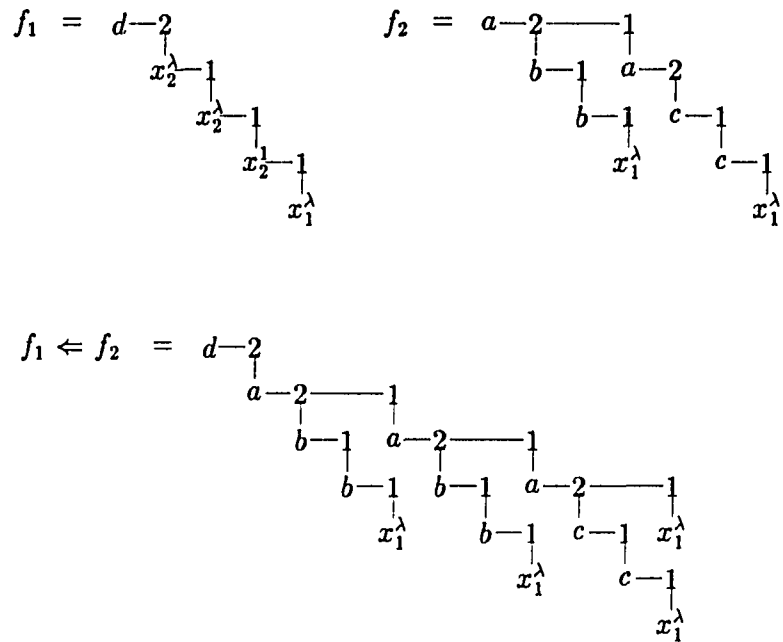 f₁ = d—2 f₂ = a—2—1
x₂^λ—1 b—1 a—2
x₂^λ—1 b—1 c—1
x₂^1—1 x₁^λ c—1
x₁^λ x₁^λ
f₁ ⇐ f₂ = d—2
a—2—1
b—1 a—2—1
b—1 b—1 a—2—1
x₁^λ b—1 c—1 x₁^λ
x₁^λ c—1
x₁^λ